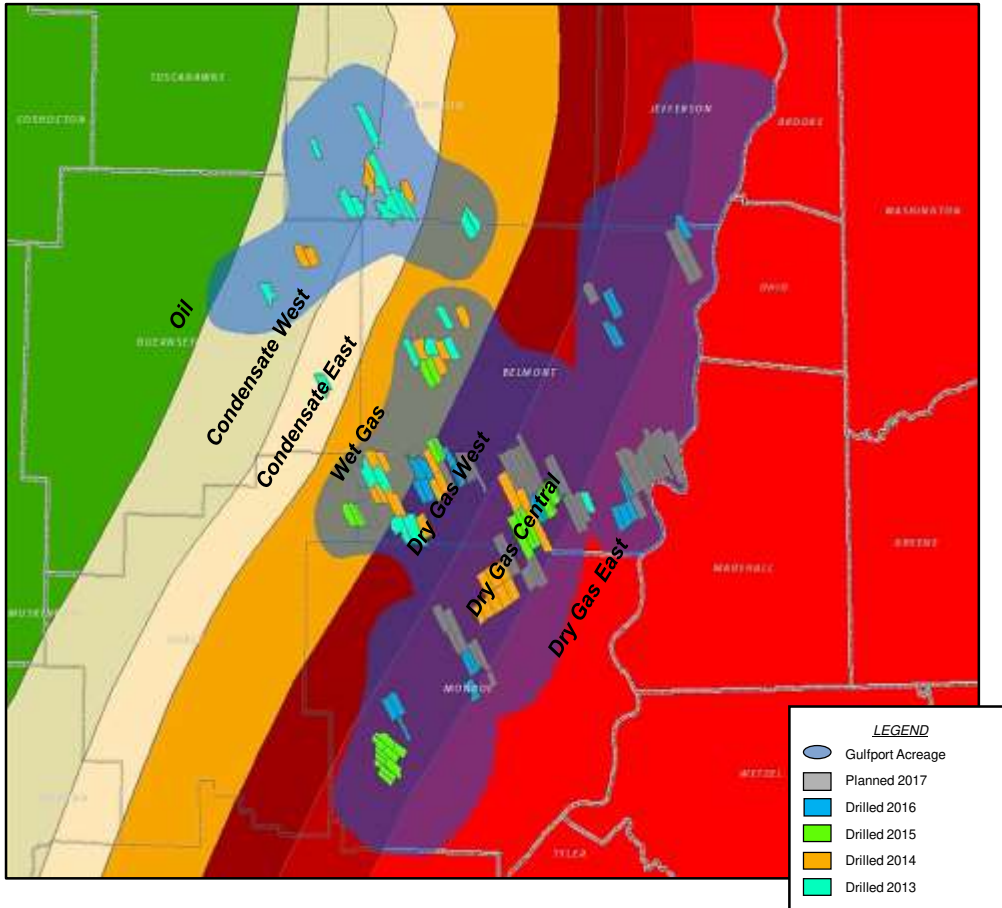 TUSCARAWAS
COSHOCTON
JEFFERSON
BROOKE
WASHINGTON
OHIO
Oil
GUERNSEY
Condensate West
BELMONT
Condensate East
Wet Gas
Dry Gas West
Dry Gas Central
Dry Gas East
GREENE
MARSHALL
MONROE
WETZEL
TYLER
LEGEND
Gulfport Acreage
Planned 2017
Drilled 2016
Drilled 2015
Drilled 2014
Drilled 2013